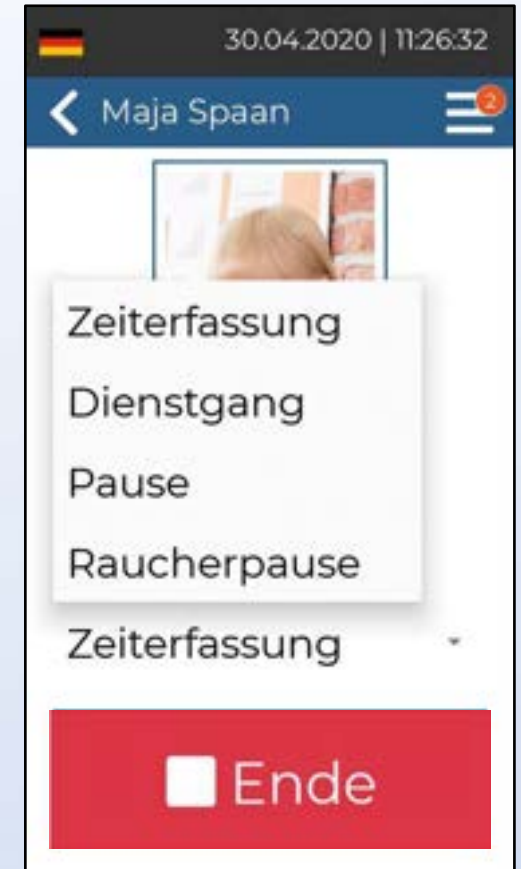 30.04.2020 | 11:26:32
Maja Spaan
2
Zeiterfassung
Dienstgang
Pause
Raucherpause
Zeiterfassung
Ende